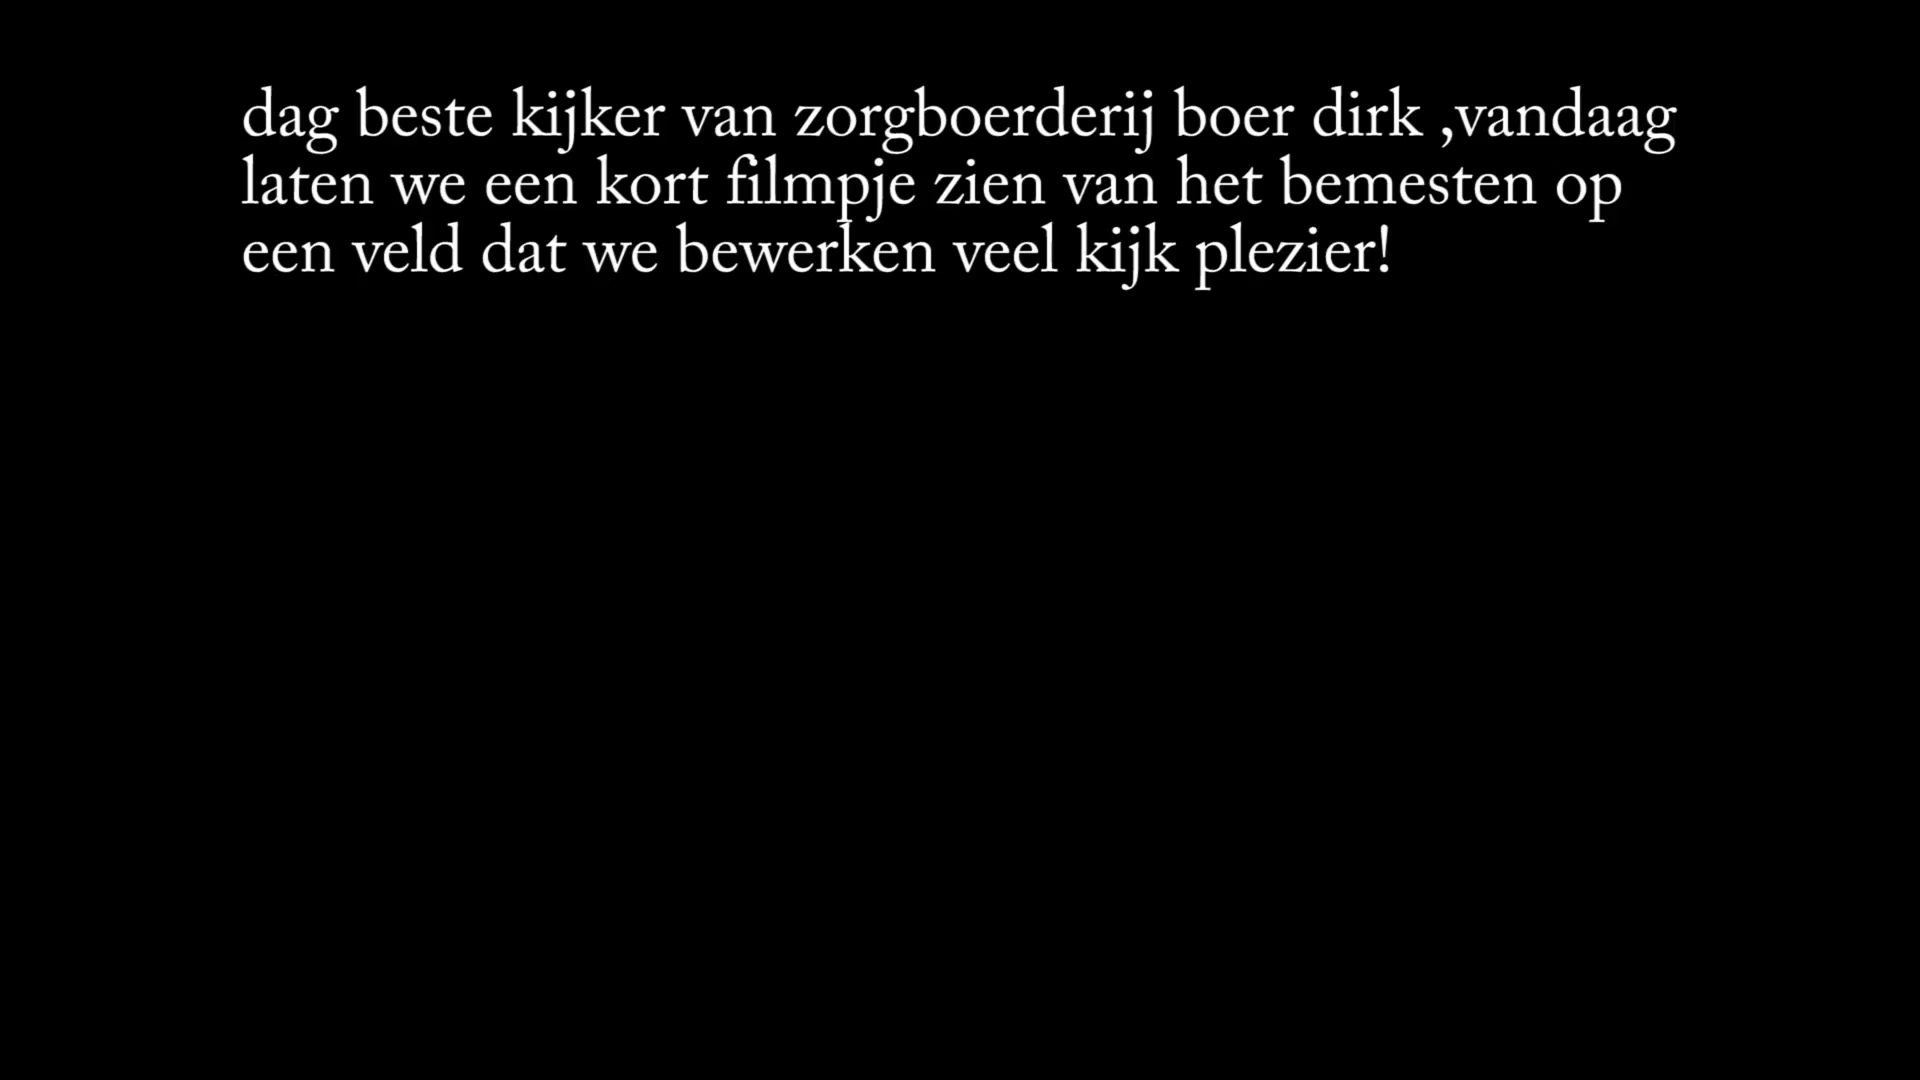 dag beste kijker van zorgboerderij boer dirk ,vandaag
laten we een kort filmpje zien van het bemesten op
een veld dat we bewerken veel kijk plezier!